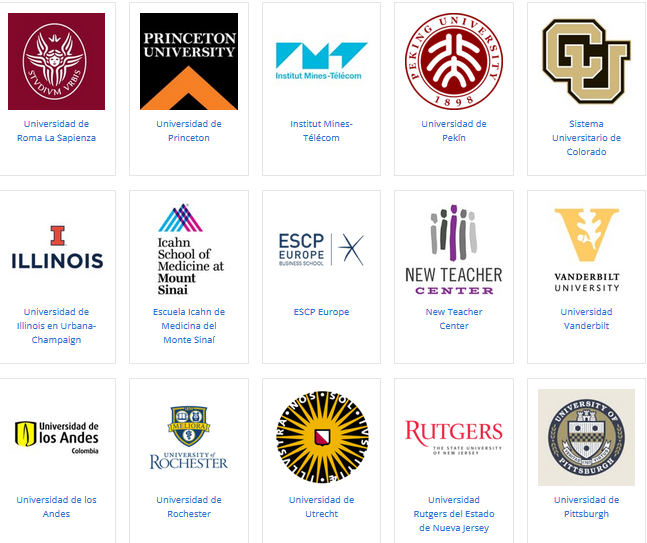 STVDIVM VRBIS
PRINCETON
UNIVERSITY
Institut Mines-Télécom
PEKING UNIVERSITY
1898
CU
Universidad de
Roma La Sapienza
Universidad de
Princeton
Institut Mines-
Télécom
Universidad de
Pekín
Sistema
Universitario de
Colorado
I
ILLINOIS
Icahn
School of
Medicine at
Mount
Sinai
ESCP
EUROPE
BUSINESS SCHOOL
NEW TEACHER
CENTER
V
VANDERBILT
UNIVERSITY
Universidad de
Illinois en Urbana-
Champaign
Escuela Icahn de
Medicina del
Monte Sinaí
ESCP Europe
New Teacher
Center
Universidad
Vanderbilt
Universidad de
los Andes
Colombia
MELIORA
UNIVERSITY of
ROCHESTER
SOL IUSTITIAE ILLUSTRA NOS
RUTGERS
THE STATE UNIVERSITY
OF NEW JERSEY
UNIVERSITY OF
PITTSBURGH
Universidad de los
Andes
Universidad de
Rochester
Universidad de
Utrecht
Universidad
Rutgers del Estado
de Nueva Jersey
Universidad de
Pittsburgh